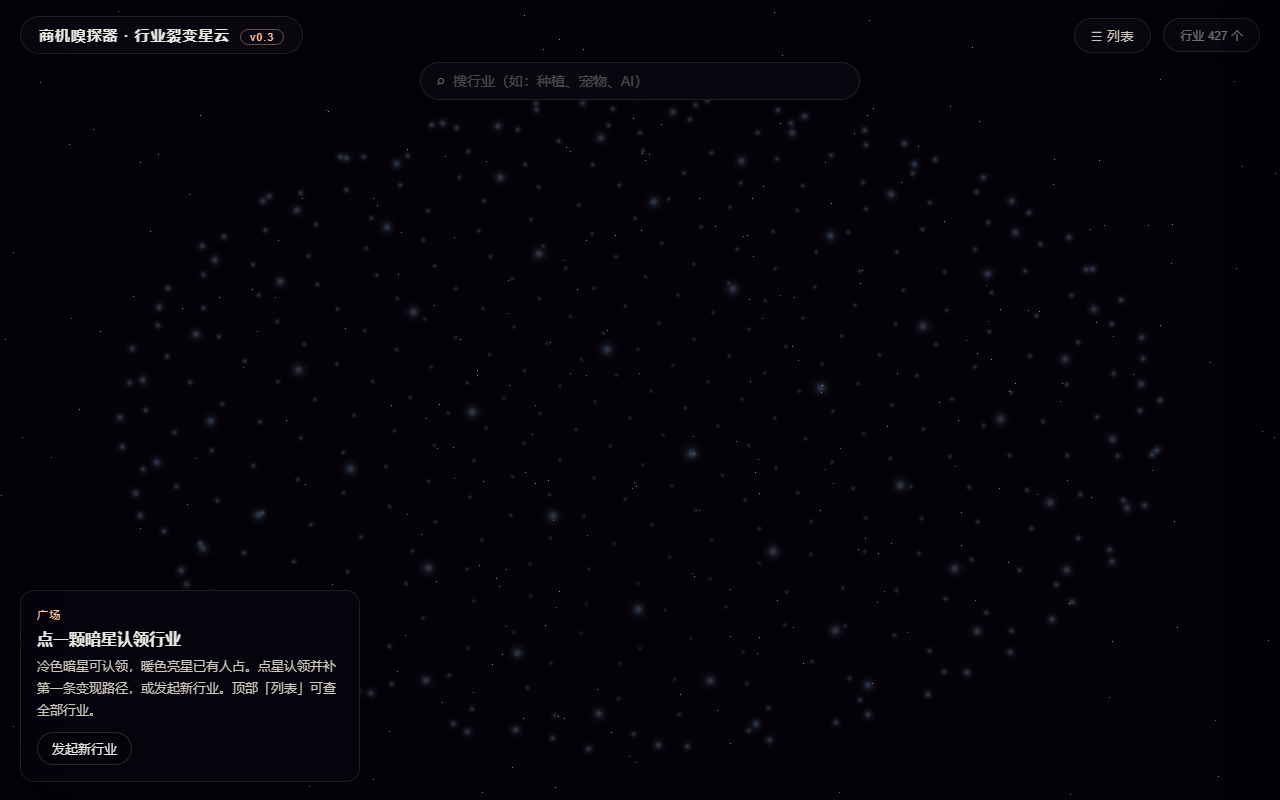 商机嗅探器 · 行业裂变星云 v0.3
☰ 列表
行业 427 个
搜行业（如：种植、宠物、AI）
广场
点一颗暗星认领行业
冷色暗星可认领，暖色亮星已有人占。点星认领并补
第一条变现路径，或发起新行业。顶部「列表」可查
全部行业。
发起新行业